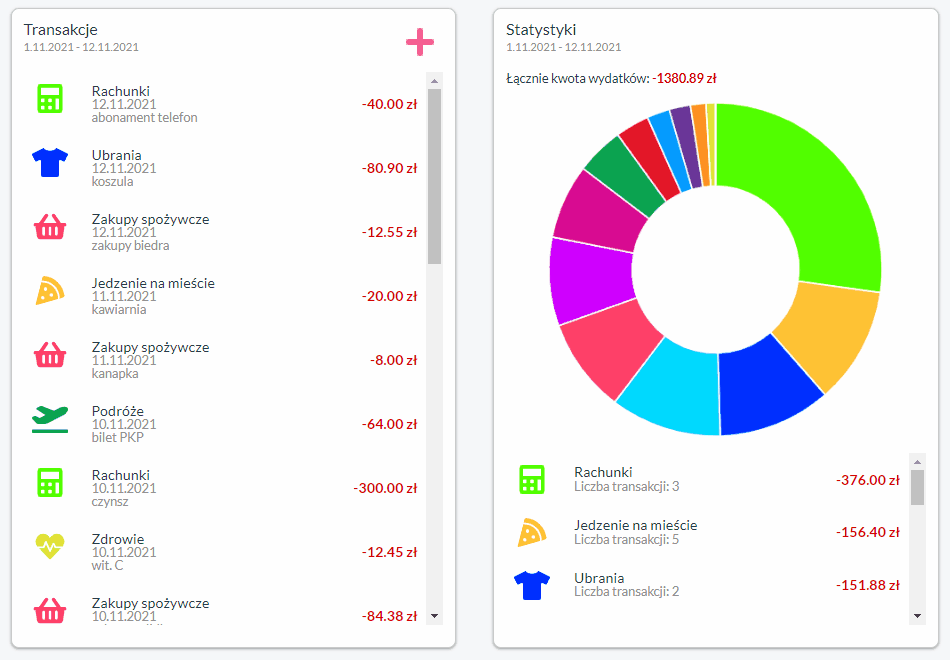 Transakcje
1.11.2021 - 12.11.2021
Rachunki
12.11.2021
abonament telefon
-40.00 zł
Ubrania
12.11.2021
koszula
-80.90 zł
Zakupy spożywcze
12.11.2021
zakupy biedra
-12.55 zł
Jedzenie na mieście
11.11.2021
kawiarnia
-20.00 zł
Zakupy spożywcze
11.11.2021
kanapka
-8.00 zł
Podróże
10.11.2021
bilet PKP
-64.00 zł
Rachunki
10.11.2021
czynsz
-300.00 zł
Zdrowie
10.11.2021
wit. C
-12.45 zł
Zakupy spożywcze
10.11.2021
-84.38 zł
Statystyki
1.11.2021 - 12.11.2021
Łącznie kwota wydatków: -1380.89 zł
Rachunki
Liczba transakcji: 3
-376.00 zł
Jedzenie na mieście
Liczba transakcji: 5
-156.40 zł
Ubrania
Liczba transakcji: 2
-151.88 zł